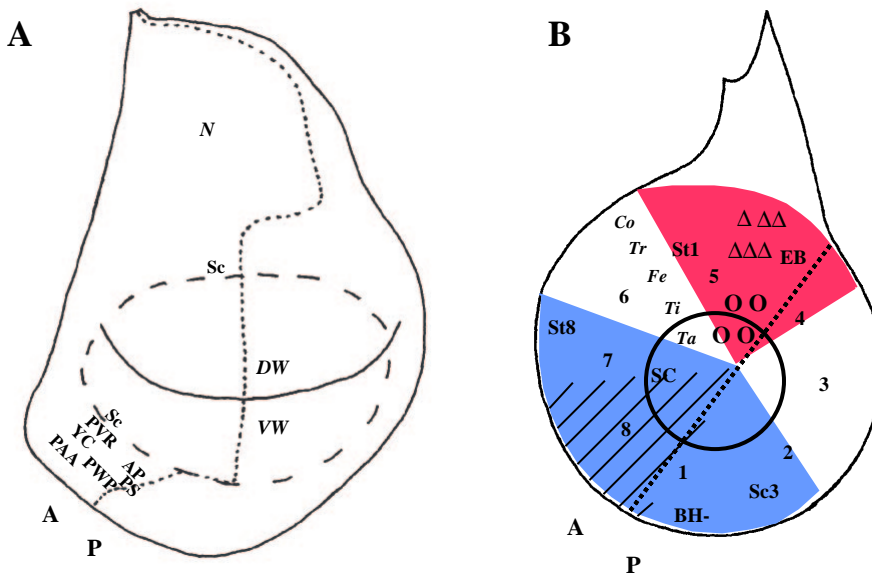 A
N
Sc
DW
VW
Sc
PVR
YC
AP
PAA PWP PS
A
P
B
Co
Δ ΔΔ
Tr St1
ΔΔΔ EB
Fe 5
6
O O
Ti 4
St8
O O
Ta
7 SC 3
8
2
1
Sc3
BH-
A
P